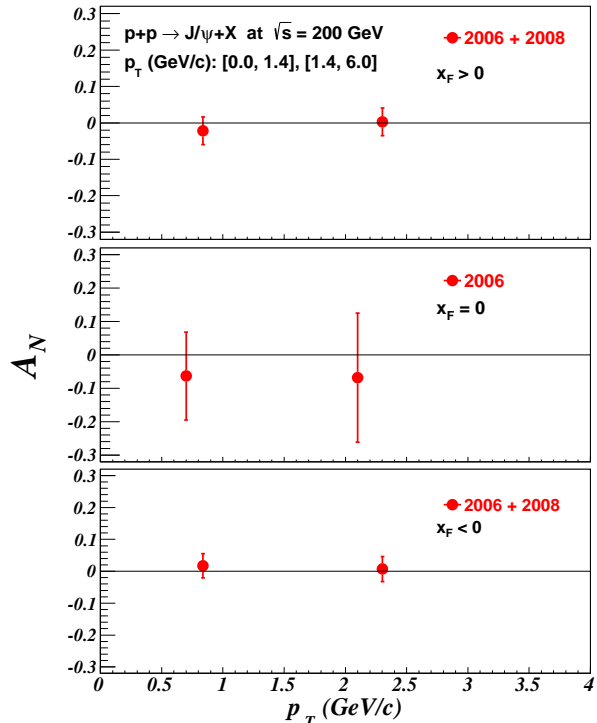 p+p → J/ψ+X at √s = 200 GeV
p_T (GeV/c): [0.0, 1.4], [1.4, 6.0]
2006 + 2008
x_F > 0
0.3
0.2
0.1
0
-0.1
-0.2
-0.3
2006
x_F = 0
0.3
0.2
0.1
0
-0.1
-0.2
-0.3
A_N
2006 + 2008
x_F < 0
0.3
0.2
0.1
0
-0.1
-0.2
-0.3
0 0.5 1 1.5 2 2.5 3 3.5 4
p_T (GeV/c)